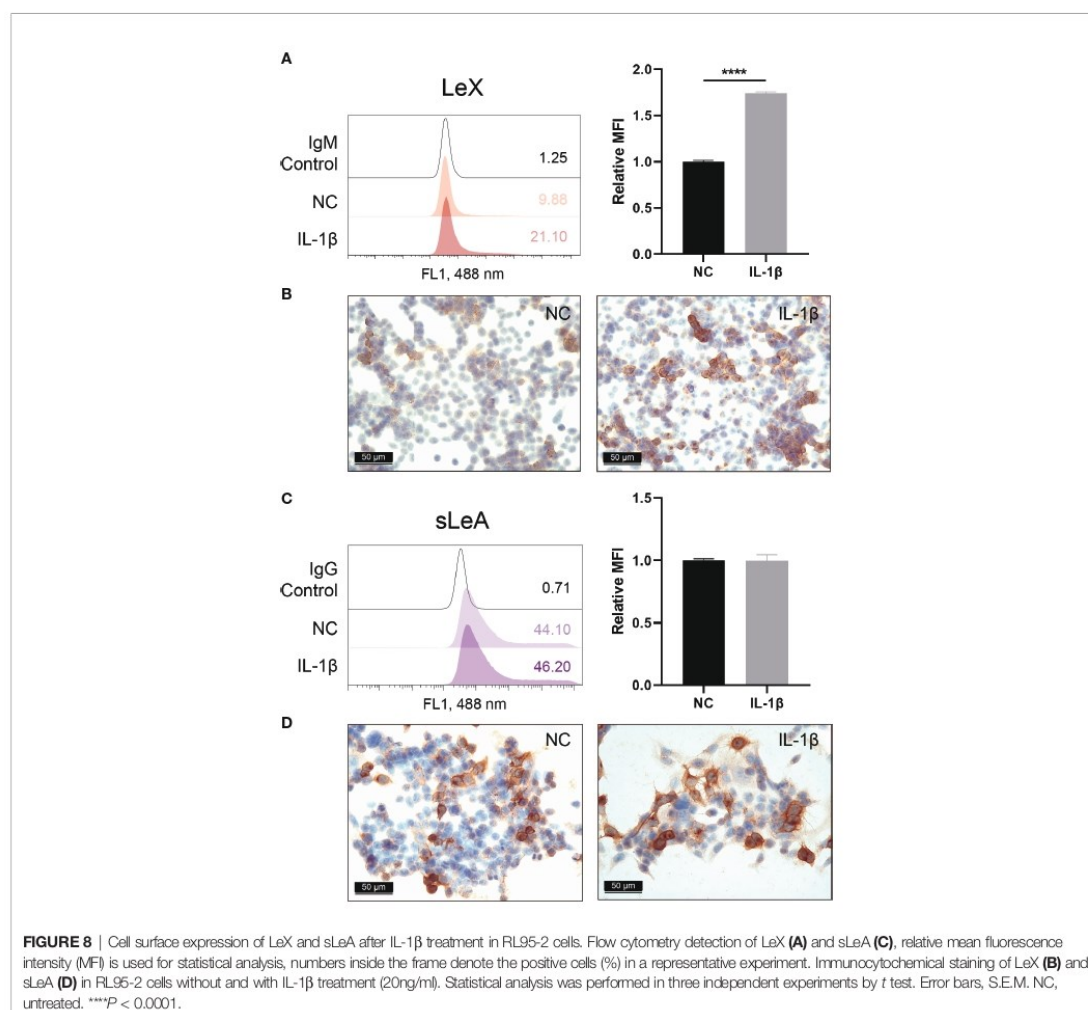 A
LeX
IgM
Control
1.25
NC
9.88
IL-1β
21.10
FL1, 488 nm
****
Relative MFI
2.0
1.5
1.0
0.5
0.0
NC
IL-1β
B
NC
50 µm
IL-1β
50 µm
C
sLeA
IgG
Control
0.71
NC
44.10
IL-1β
46.20
FL1, 488 nm
Relative MFI
1.5
1.0
0.5
0.0
NC
IL-1β
D
NC
50 µm
IL-1β
50 µm
FIGURE 8 | Cell surface expression of LeX and sLeA after IL-1β treatment in RL95-2 cells. Flow cytometry detection of LeX (A) and sLeA (C), relative mean fluorescence
intensity (MFI) is used for statistical analysis, numbers inside the frame denote the positive cells (%) in a representative experiment. Immunocytochemical staining of LeX (B) and
sLeA (D) in RL95-2 cells without and with IL-1β treatment (20ng/ml). Statistical analysis was performed in three independent experiments by t test. Error bars, S.E.M. NC,
untreated. ****P < 0.0001.